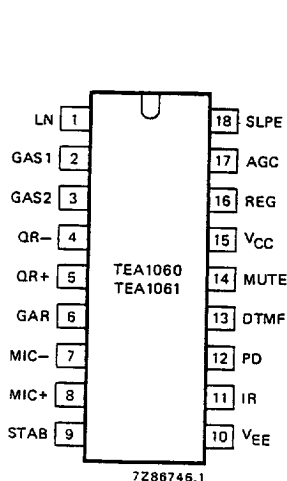 LN 1 18 SLPE
GAS1 2 17 AGC
GAS2 3 16 REG
QR− 4 15 VCC
QR+ 5 14 MUTE
TEA1060
TEA1061
GAR 6 13 DTMF
MIC− 7 12 PD
MIC+ 8 11 IR
STAB 9 10 VEE
7Z86746.1